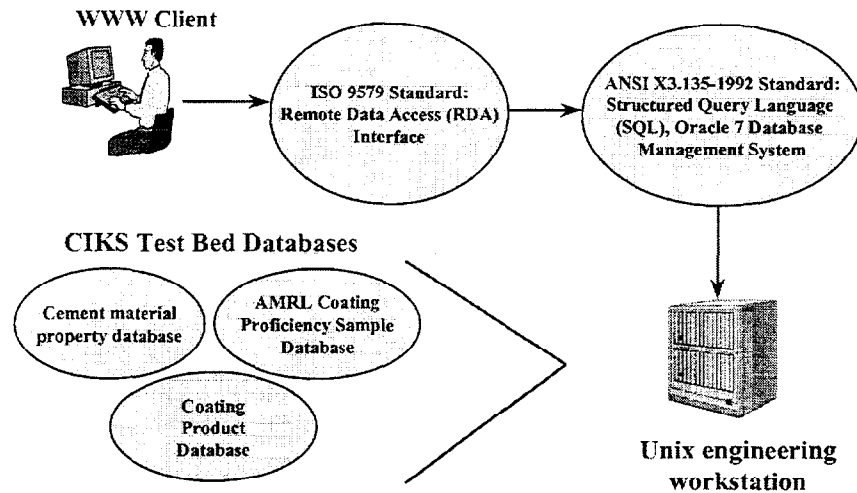 WWW Client
ISO 9579 Standard:
Remote Data Access (RDA)
Interface
ANSI X3.135-1992 Standard:
Structured Query Language
(SQL), Oracle 7 Database
Management System
CIKS Test Bed Databases
Cement material
property database
AMRL Coating
Proficiency Sample
Database
Coating
Product
Database
Unix engineering
workstation